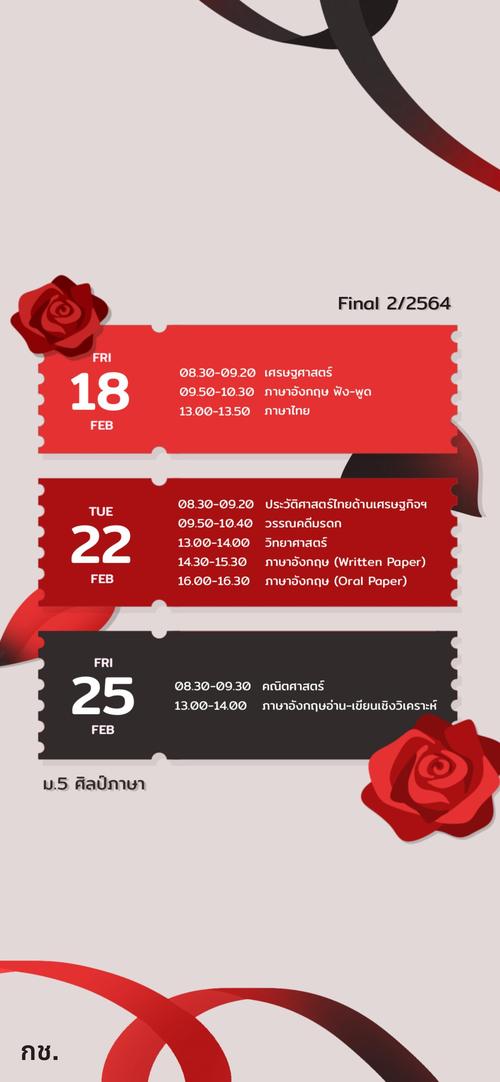 Final 2/2564
FRI
18
FEB
08.30-09.20 เศรษฐศาสตร์
09.50-10.30 ภาษาอังกฤษ ฟัง-พูด
13.00-13.50 ภาษาไทย
TUE
22
FEB
08.30-09.20 ประวัติศาสตร์ไทยด้านเศรษฐกิจฯ
09.50-10.40 วรรณคดีมรดก
13.00-14.00 วิทยาศาสตร์
14.30-15.30 ภาษาอังกฤษ (Written Paper)
16.00-16.30 ภาษาอังกฤษ (Oral Paper)
FRI
25
FEB
08.30-09.30 คณิตศาสตร์
13.00-14.00 ภาษาอังกฤษอ่าน-เขียนเชิงวิเคราะห์
ม.5 ศิลป์ภาษา
กช.